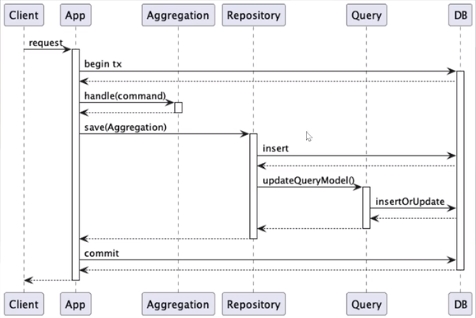 Client App Aggregation Repository Query DB
request
begin tx
handle(command)
save(Aggregation)
insert
updateQueryModel()
insertOrUpdate
commit
Client App Aggregation Repository Query DB